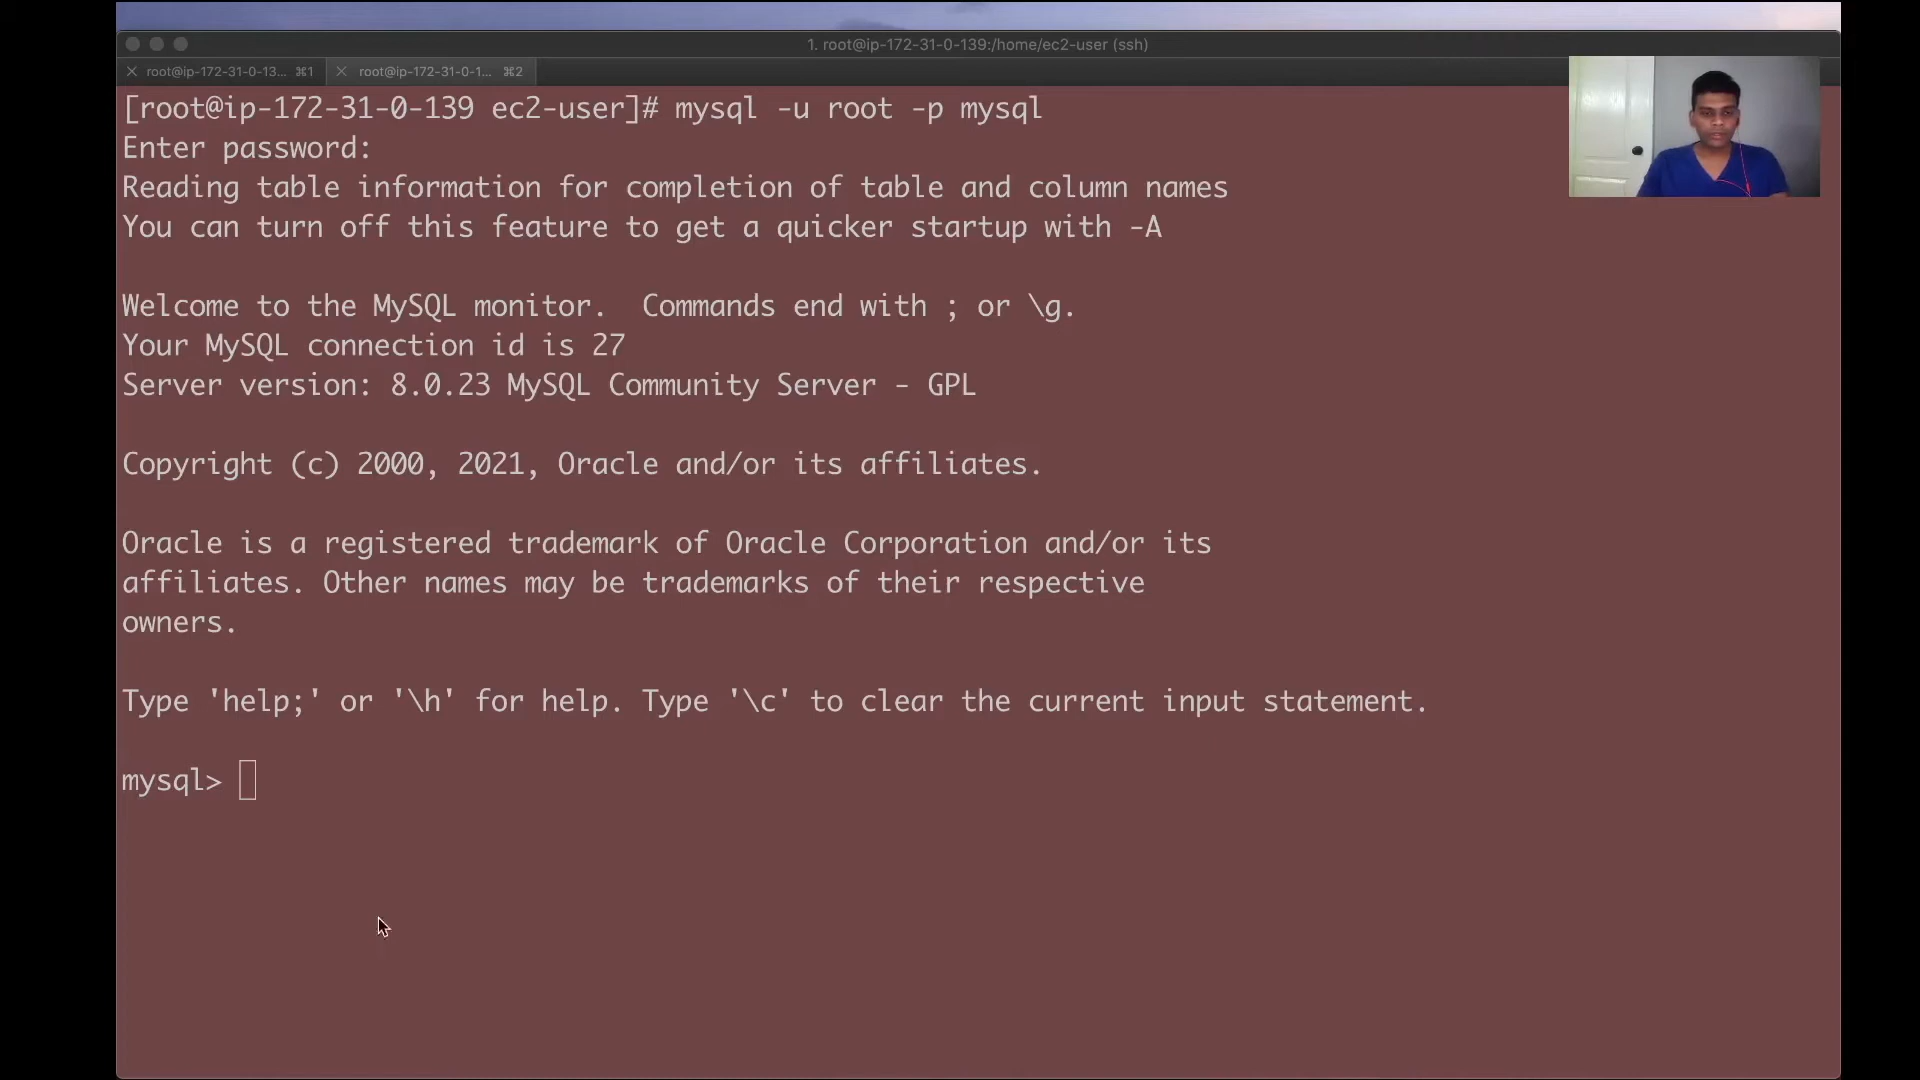 1. root@ip-172-31-0-139:/home/ec2-user (ssh)
root@ip-172-31-0-13... ⌘1
root@ip-172-31-0-1... ⌘2
[root@ip-172-31-0-139 ec2-user]# mysql -u root -p mysql
Enter password:
Reading table information for completion of table and column names
You can turn off this feature to get a quicker startup with -A
Welcome to the MySQL monitor.  Commands end with ; or \g.
Your MySQL connection id is 27
Server version: 8.0.23 MySQL Community Server - GPL
Copyright (c) 2000, 2021, Oracle and/or its affiliates.
Oracle is a registered trademark of Oracle Corporation and/or its
affiliates. Other names may be trademarks of their respective
owners.
Type 'help;' or '\h' for help. Type '\c' to clear the current input statement.
mysql>